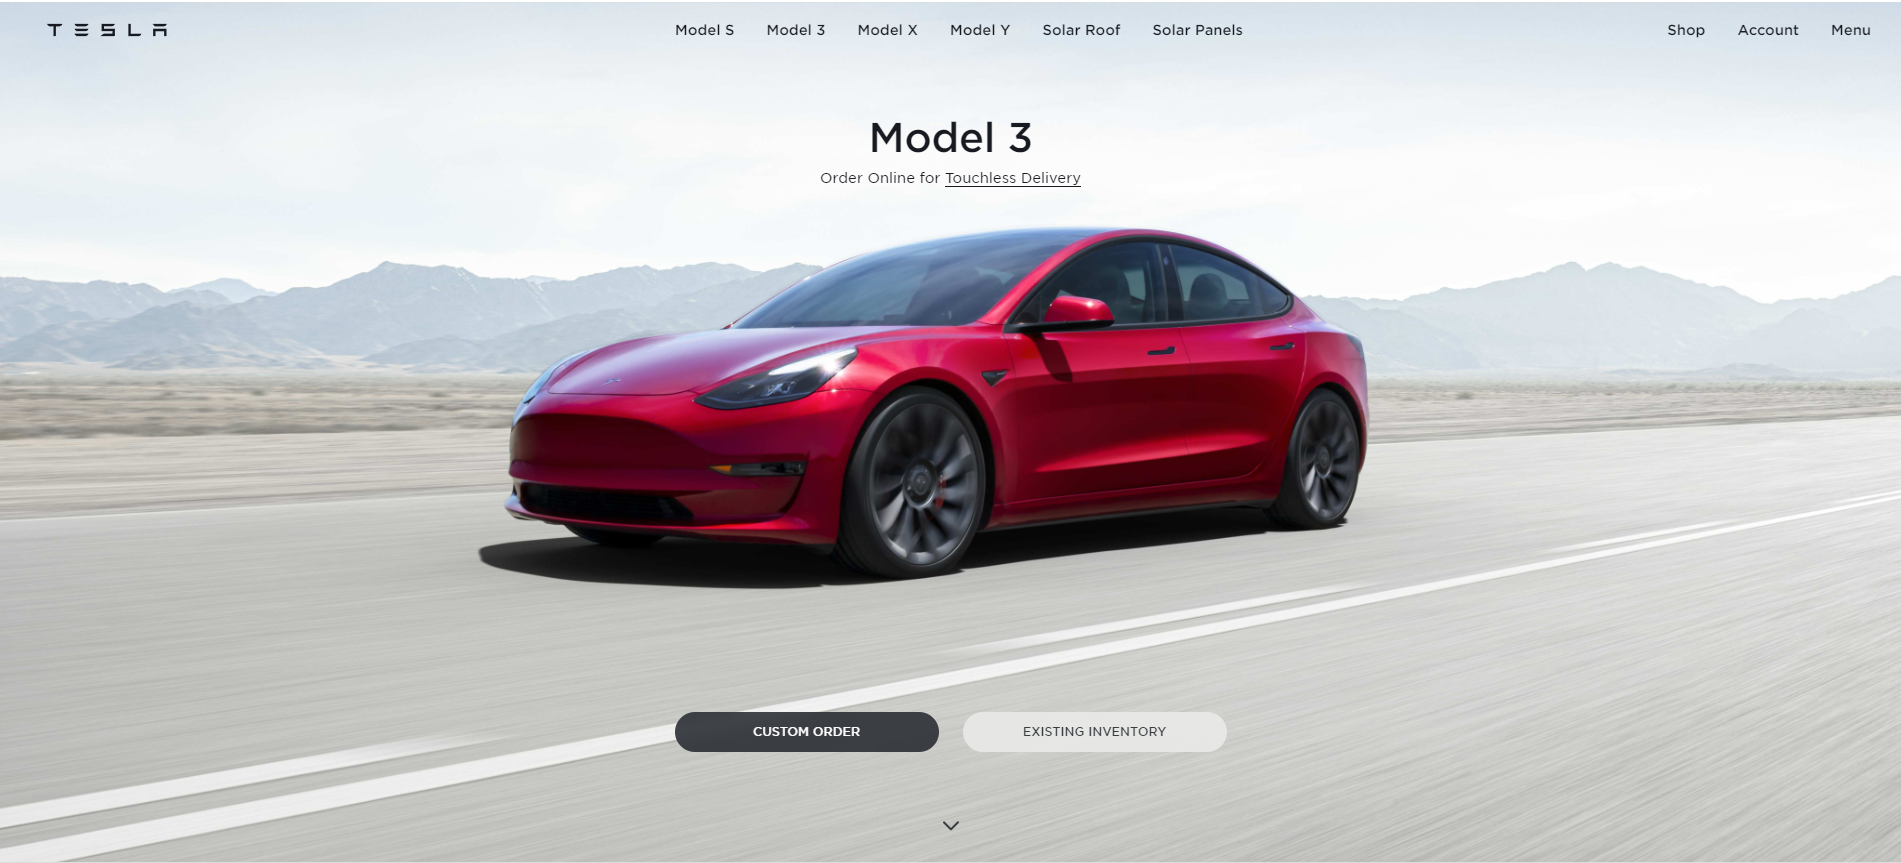 TESLA
Model S Model 3 Model X Model Y Solar Roof Solar Panels
Shop Account Menu
Model 3
Order Online for Touchless Delivery
CUSTOM ORDER
EXISTING INVENTORY